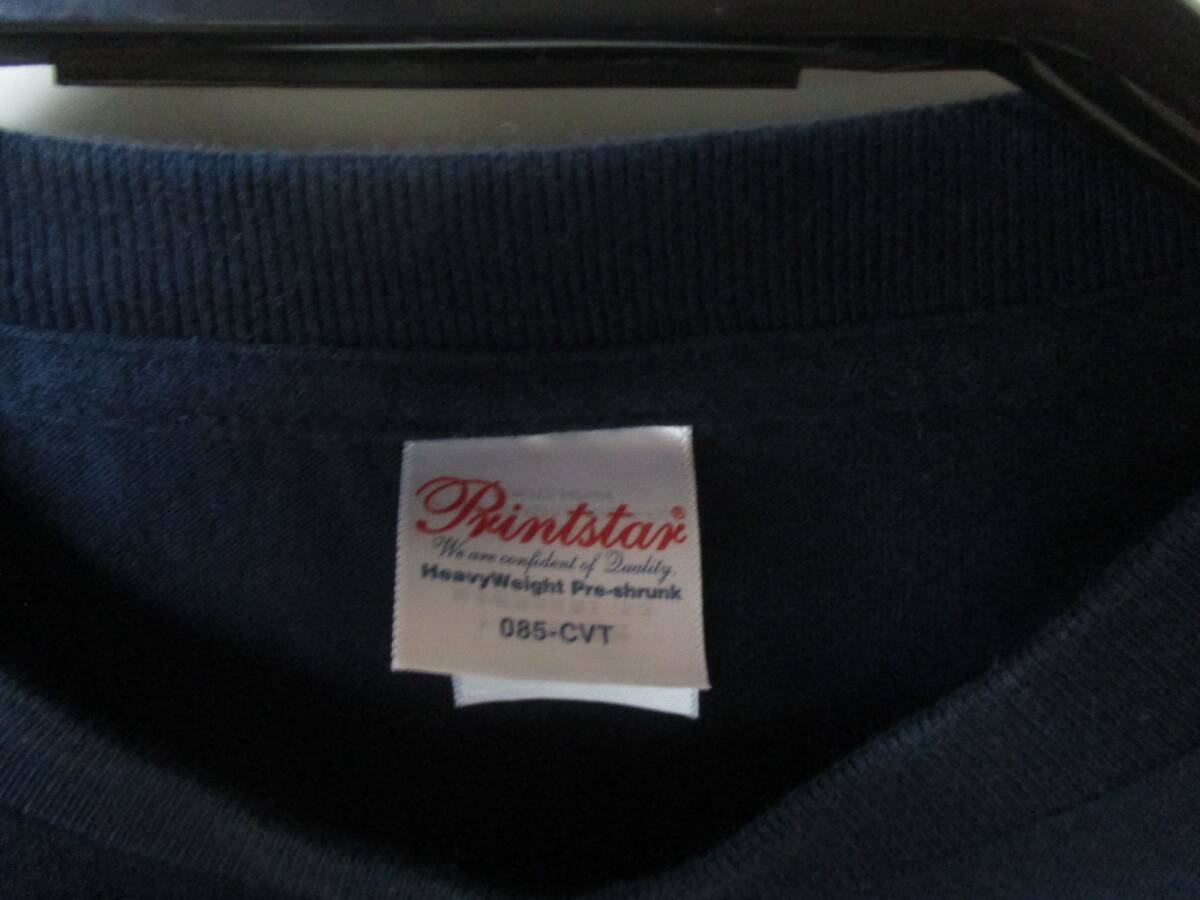 Printstar®
We are confident of Quality.
HeavyWeight Pre-shrunk
085-CVT